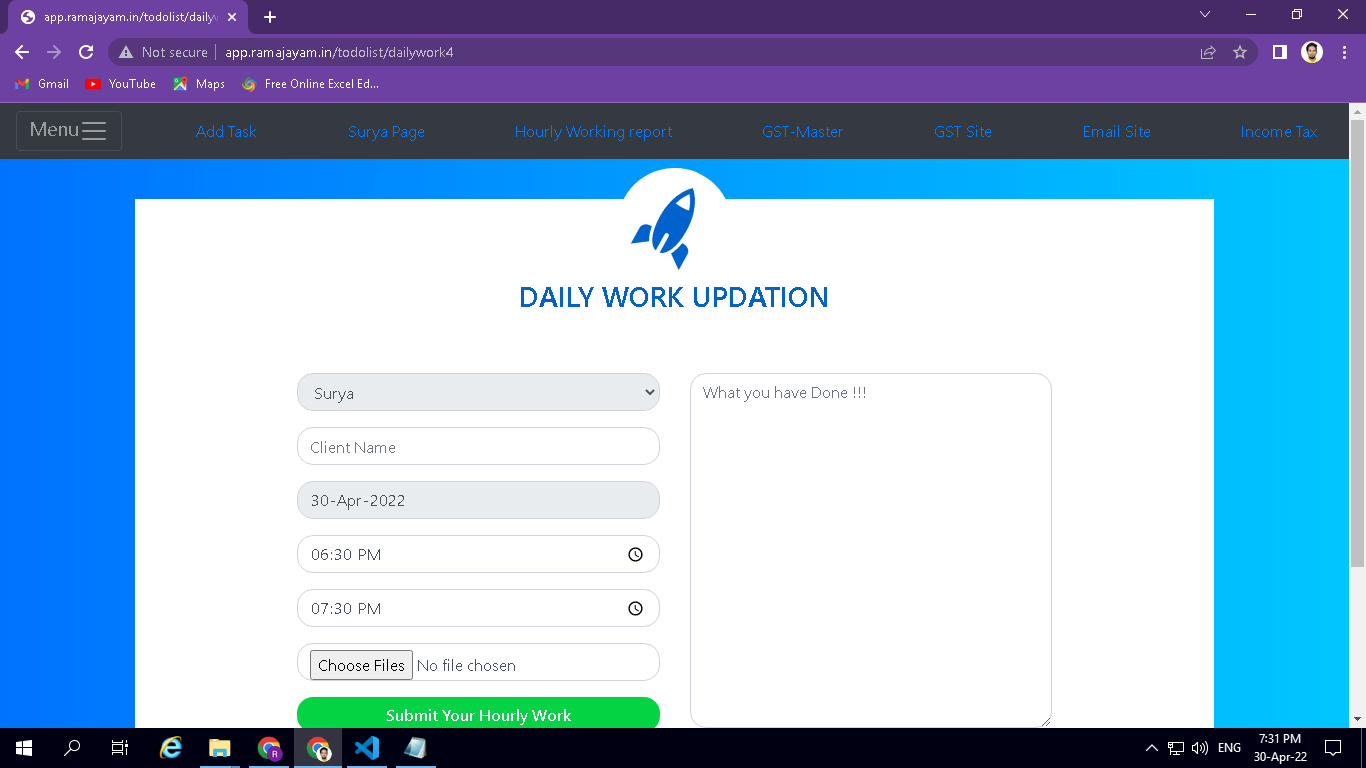 app.ramajayam.in/todolist/daily
Not secure app.ramajayam.in/todolist/dailywork4
Gmail YouTube Maps Free Online Excel Ed...
Menu Add Task Surya Page Hourly Working report GST-Master GST Site Email Site Income Tax
DAILY WORK UPDATION
Surya
What you have Done !!!
Client Name
30-Apr-2022
06:30 PM
07:30 PM
Choose Files No file chosen
Submit Your Hourly Work
R
ENG
7:31 PM
30-Apr-22